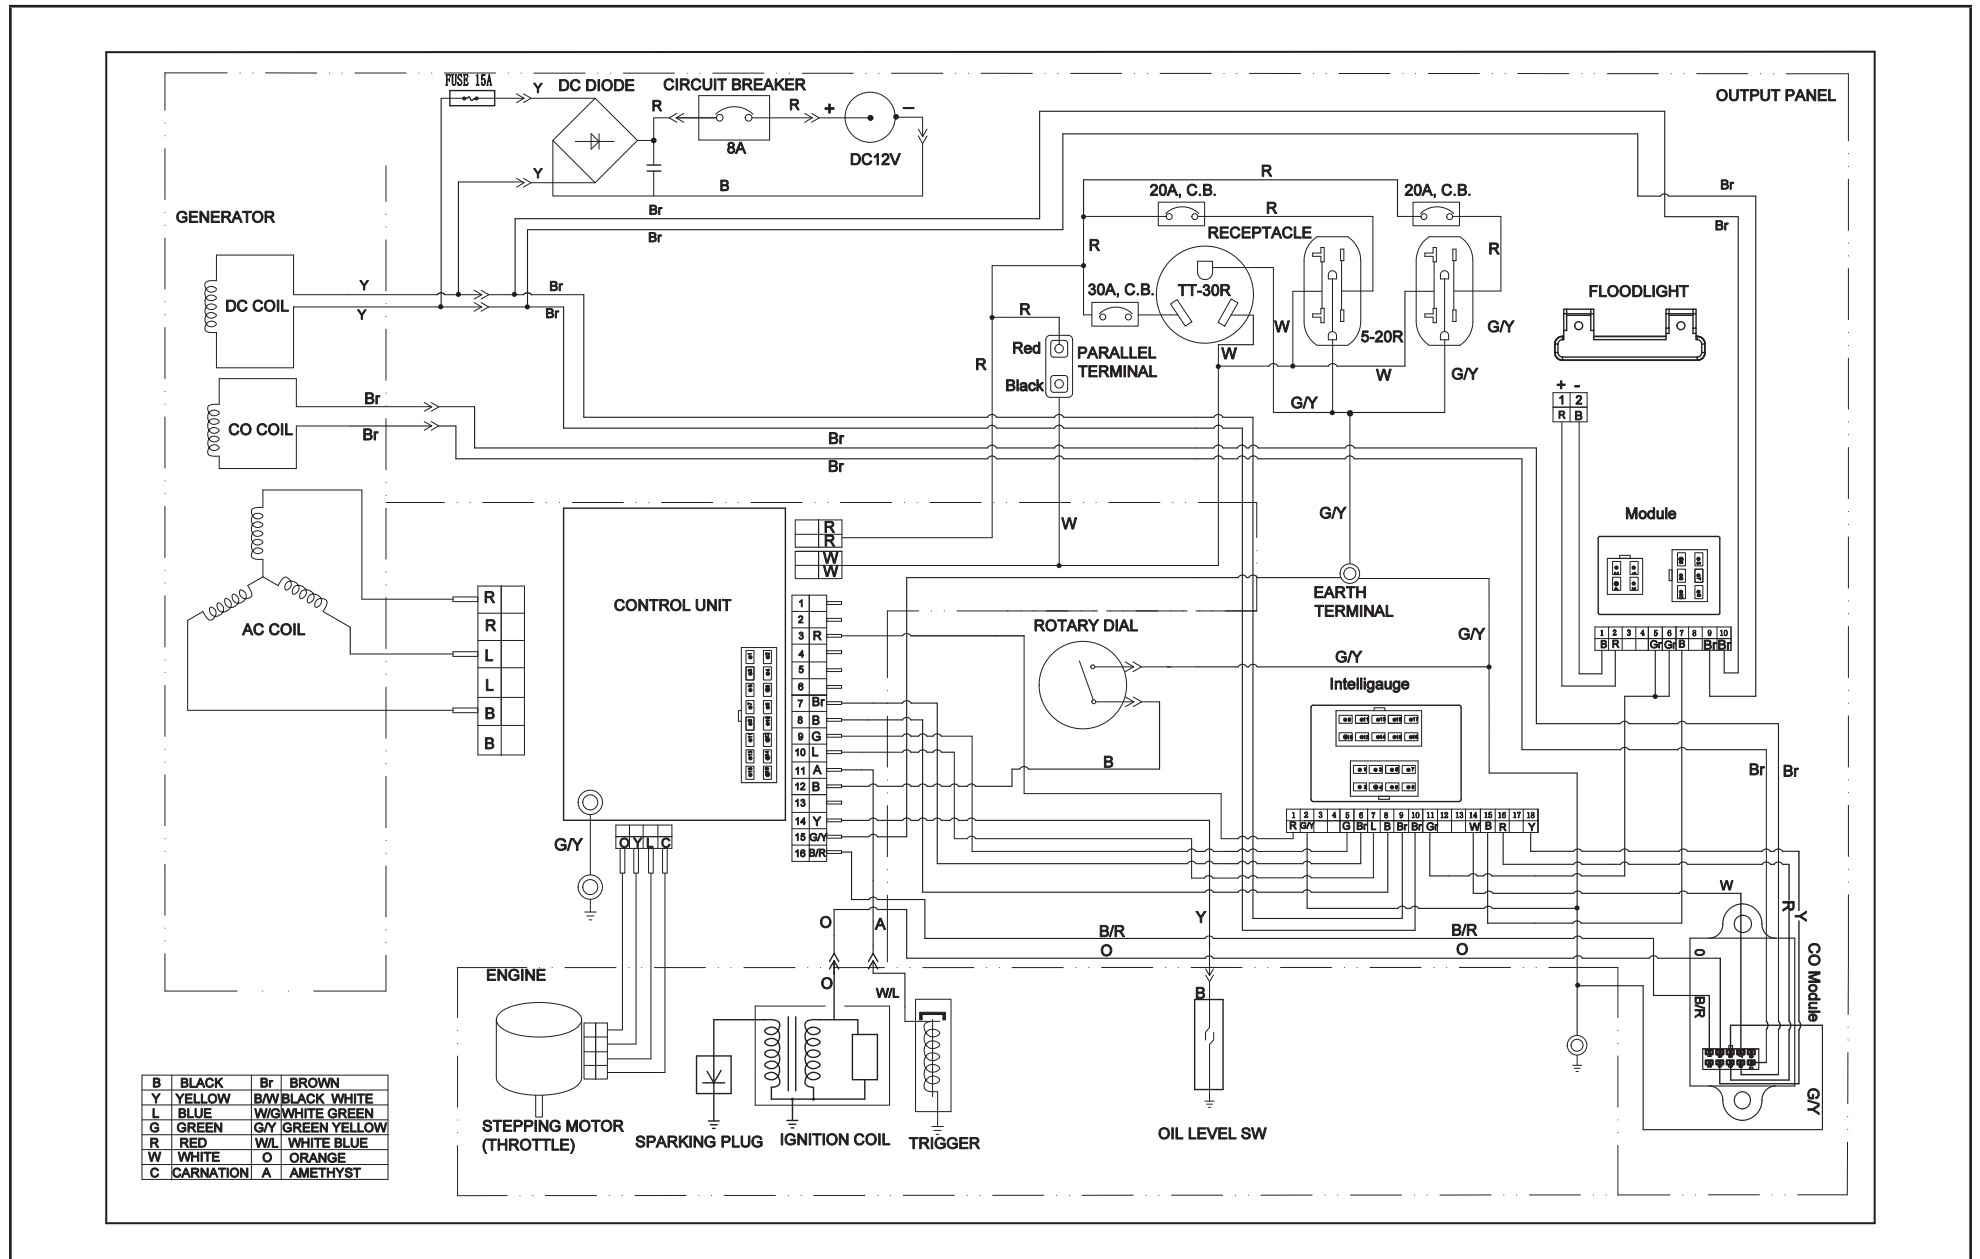 FUSE 15A
Y
DC DIODE
CIRCUIT BREAKER
R
R
+
−
8A
DC12V
OUTPUT PANEL
Y
B
Br
Br
GENERATOR
R
20A, C.B.
20A, C.B.
R
RECEPTACLE
R
R
Br
Br
DC COIL
Y
Y
Br
Br
30A, C.B.
TT-30R
5-20R
W
G/Y
W
W
G/Y
G/Y
R
Red
Black
PARALLEL
TERMINAL
R
FLOODLIGHT
+ -
1 2
R B
CO COIL
Br
Br
Br
Br
W
G/Y
AC COIL
R
R
L
L
B
B
CONTROL UNIT
R
R
W
W
1
2
3 R
4
5
6
7 Br
8 B
9 G
10 L
11 A
12 B
13
14 Y
15 G/Y
16 B/R
EARTH
TERMINAL
ROTARY DIAL
G/Y
G/Y
B
Module
1 2 3 4 5 6 7 8 9 10
B R Gr Gr B Br Br
Intelligauge
1 2 3 4 5 6 7 8 9 10 11 12 13 14 15 16 17 18
R G/Y G Br L B Br Br Gr W B R Y
Br
Br
G/Y
O Y L C
O
A
O
W/L
Y
B
B/R
O
B/R
O
W
R
Y
O
B/R
CO Module
G/Y
ENGINE
STEPPING MOTOR
(THROTTLE)
SPARKING PLUG
IGNITION COIL
TRIGGER
OIL LEVEL SW
B BLACK Br BROWN
Y YELLOW B/W BLACK WHITE
L BLUE W/G WHITE GREEN
G GREEN G/Y GREEN YELLOW
R RED W/L WHITE BLUE
W WHITE O ORANGE
C CARNATION A AMETHYST